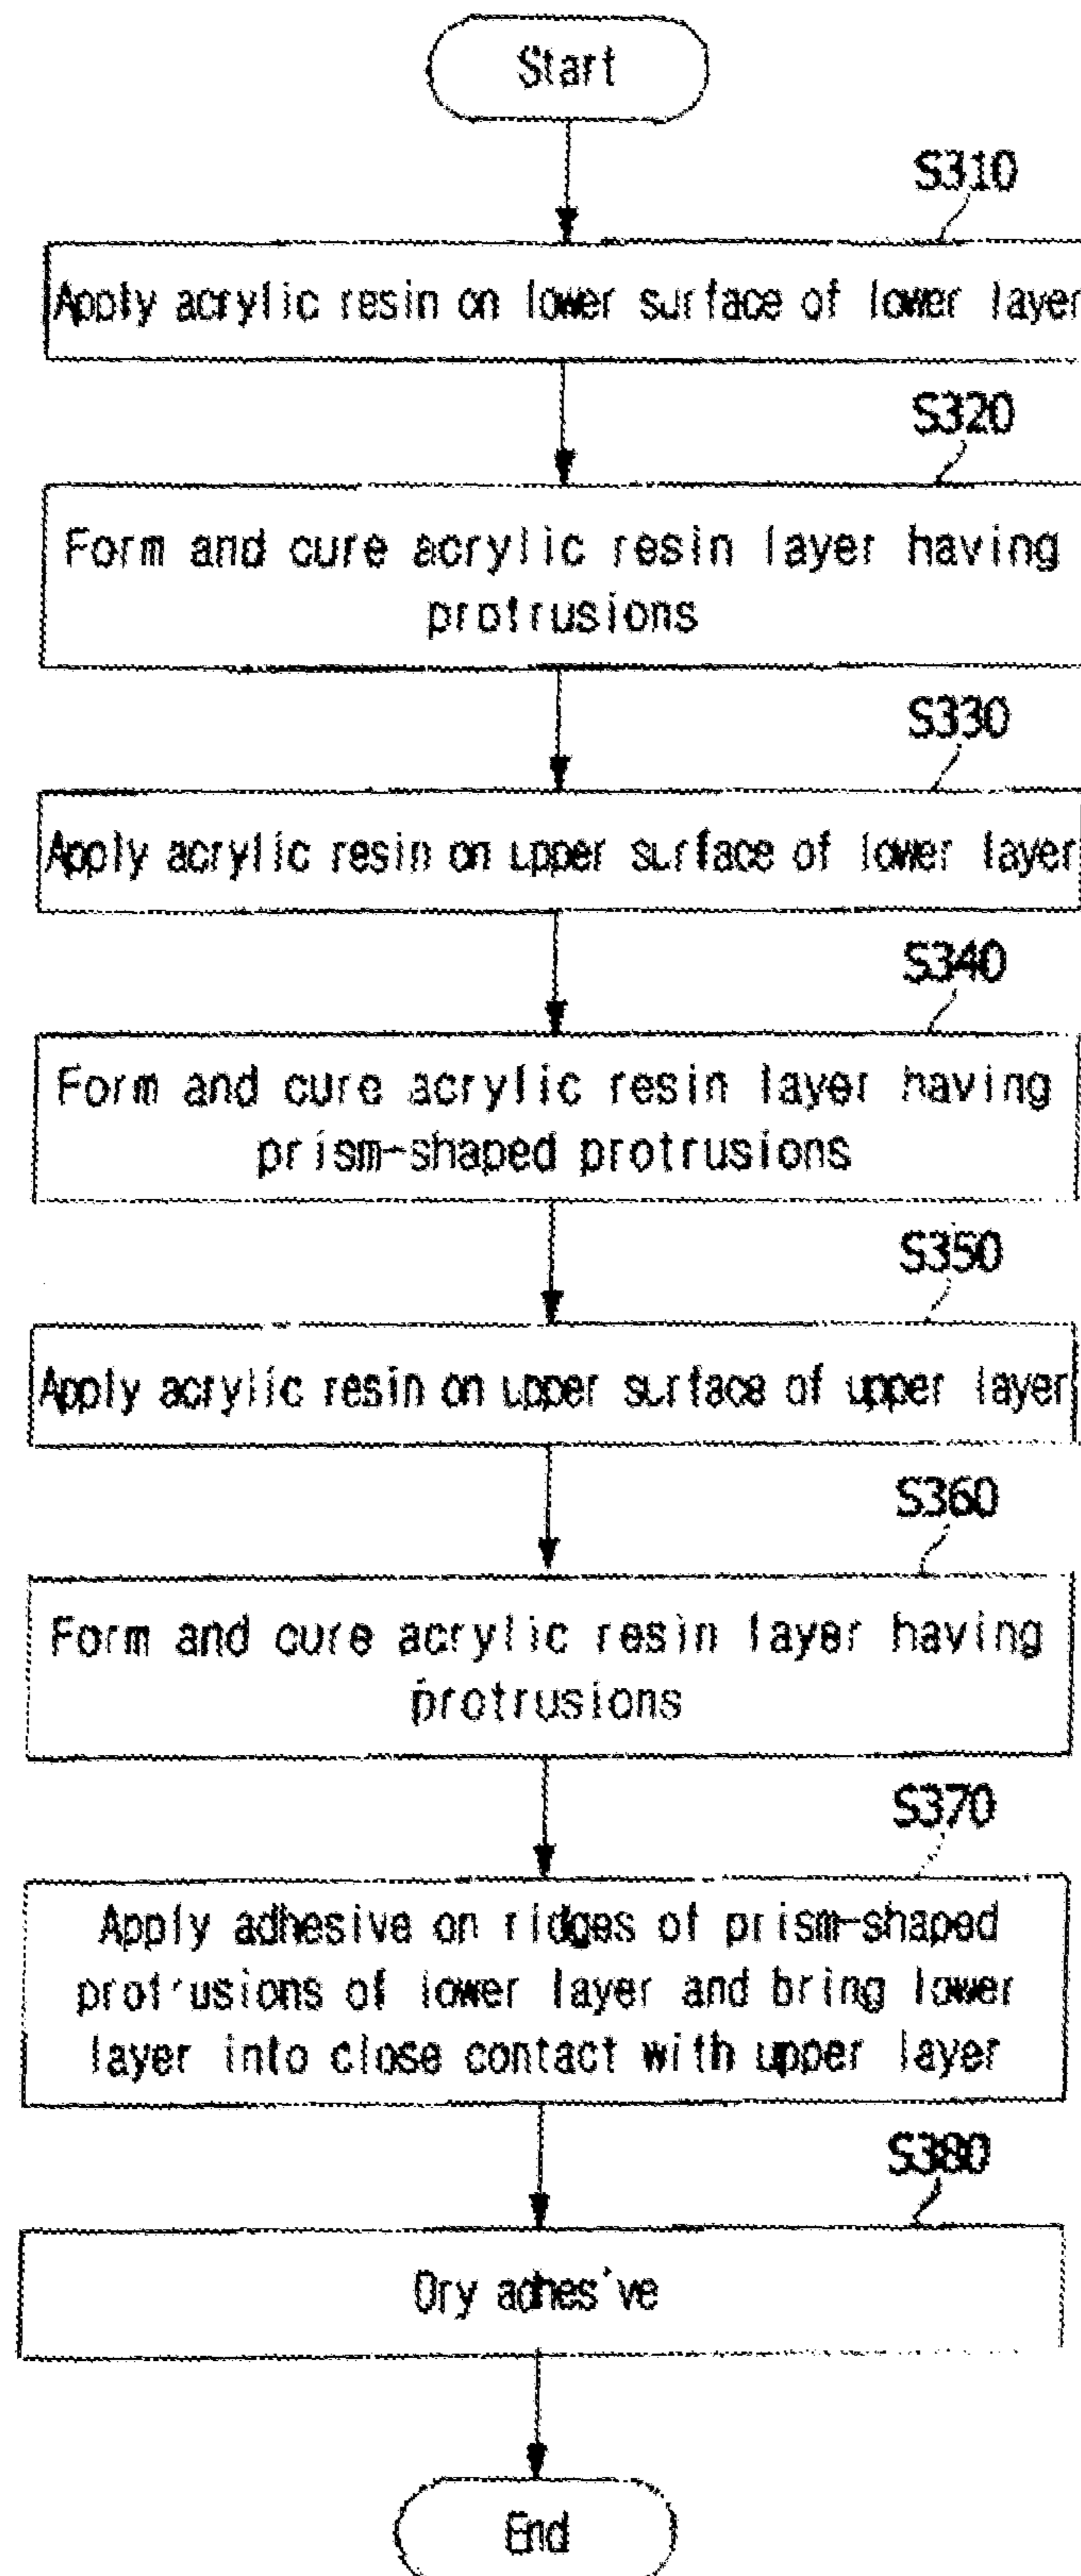 Start
S310
Apply acrylic resin on lower surface of lower layer
S320
Form and cure acrylic resin layer having
protrusions
S330
Apply acrylic resin on upper surface of lower layer
S340
Form and cure acrylic resin layer having
prism-shaped protrusions
S350
Apply acrylic resin on upper surface of upper layer
S360
Form and cure acrylic resin layer having
protrusions
S370
Apply adhesive on ridges of prism-shaped
protrusions of lower layer and bring lower
layer into close contact with upper layer
S380
Dry adhesive
End